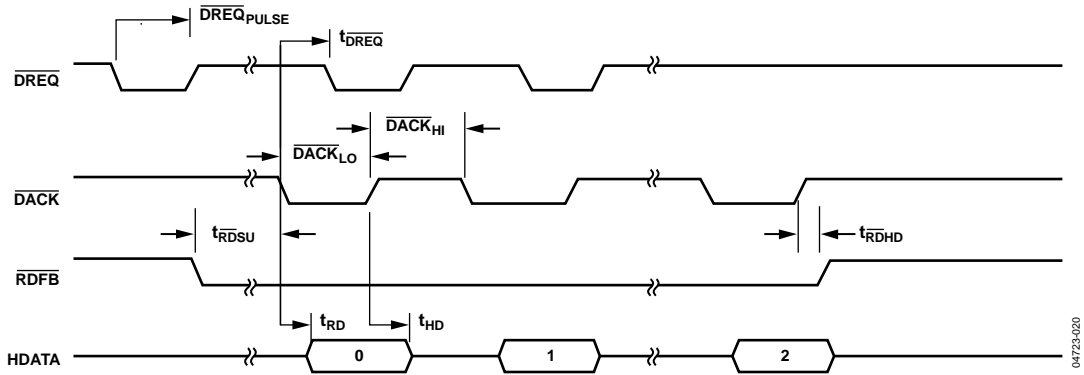 DREQPULSE
tDREQ
DREQ
DACKHI
DACKLO
DACK
tRDSU
tRDHD
RDFB
tRD
tHD
HDATA
0
1
2
04723-020